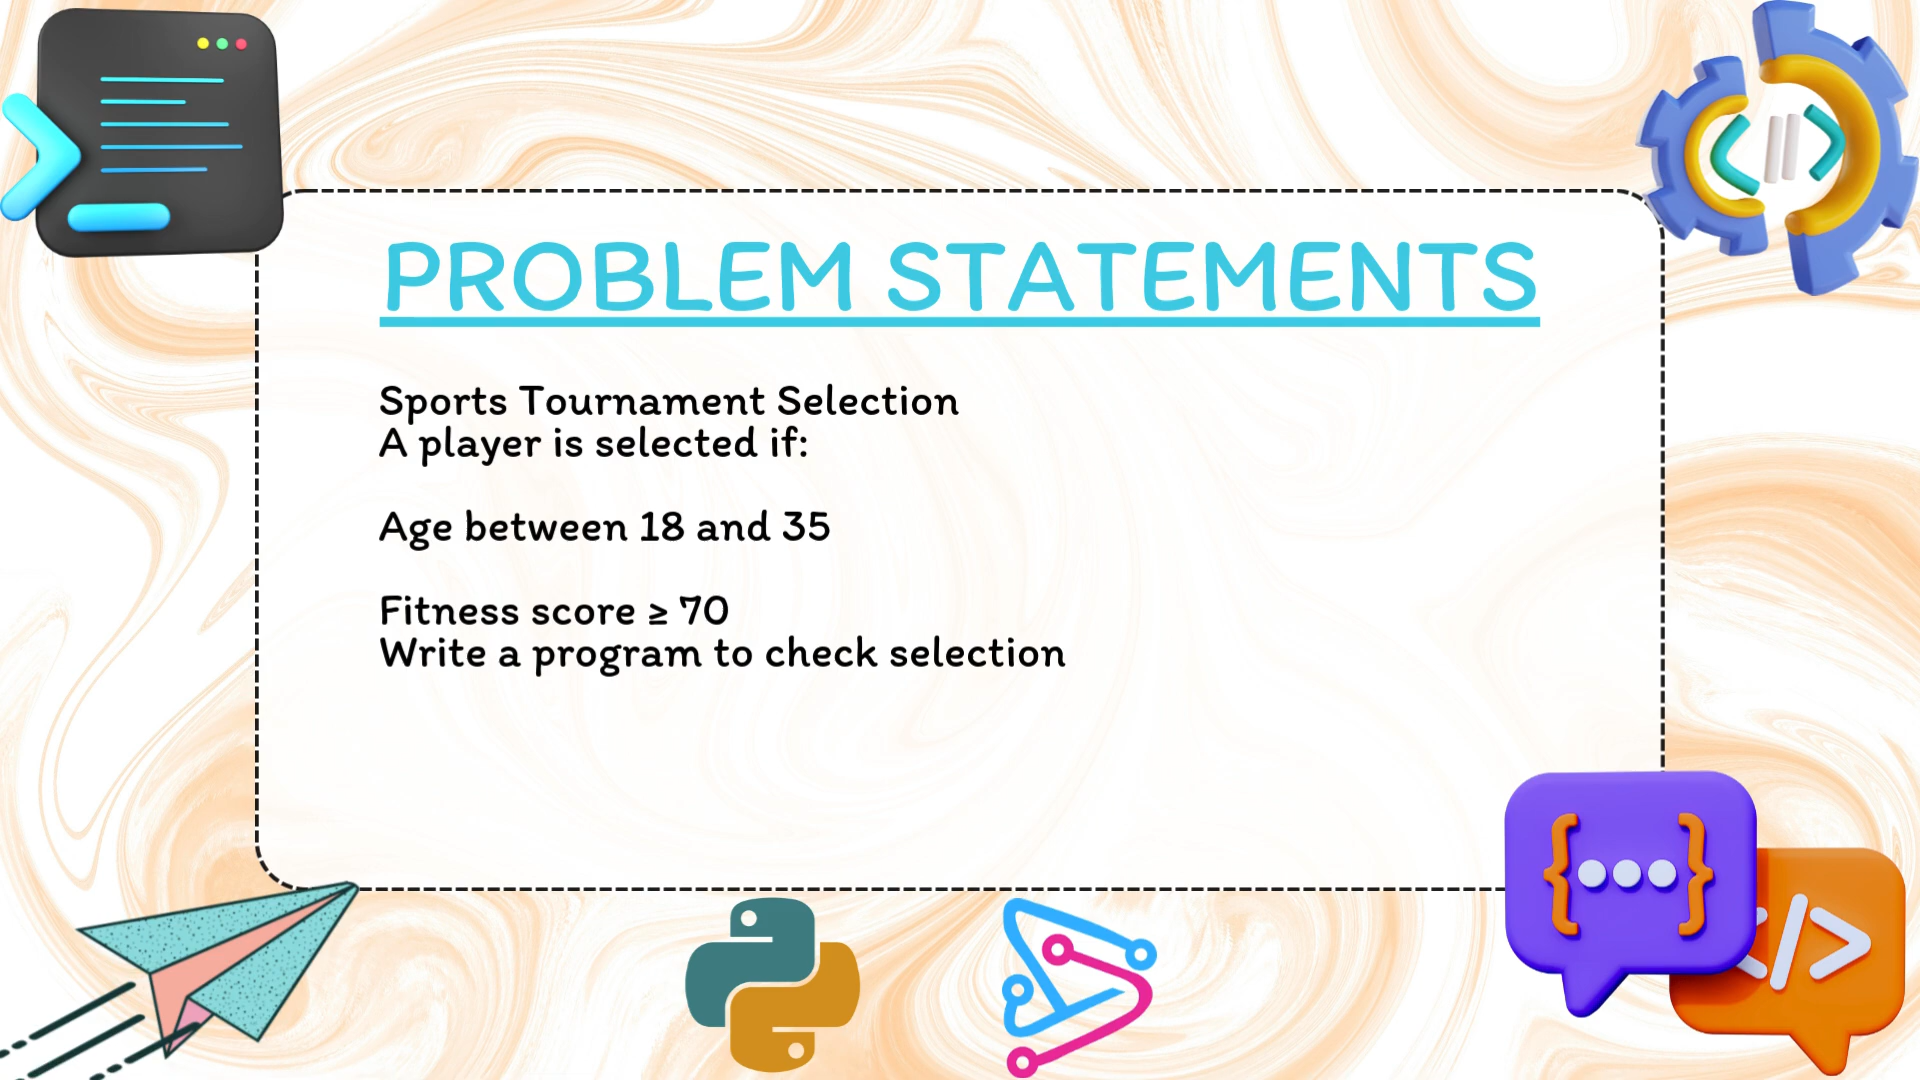 PROBLEM STATEMENTS
Sports Tournament Selection
A player is selected if:
Age between 18 and 35
Fitness score ≥ 70
Write a program to check selection